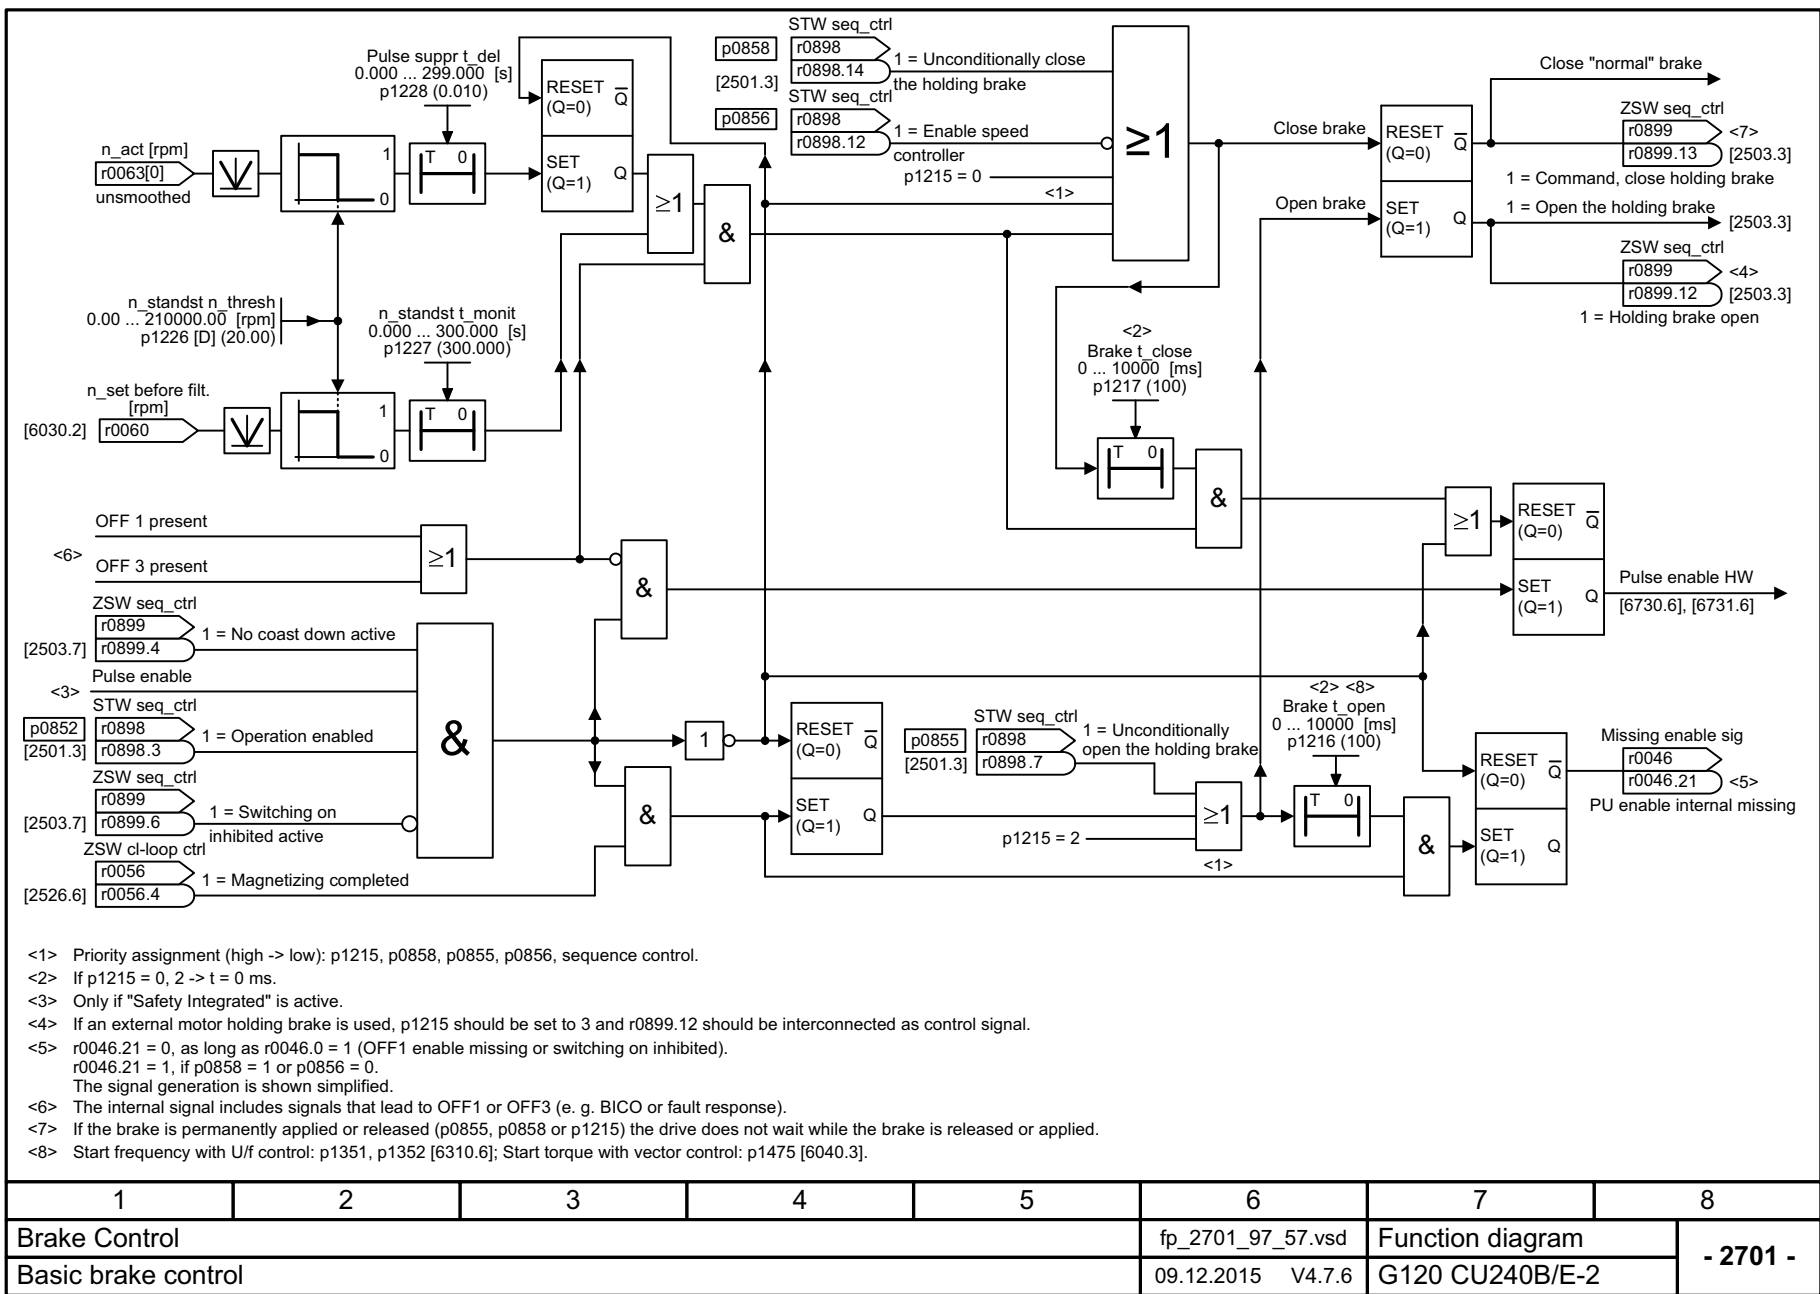 STW seq_ctrl
p0858
r0898
[2501.3]
r0898.14
1 = Unconditionally close
the holding brake
STW seq_ctrl
p0856
r0898
r0898.12
1 = Enable speed
controller
p1215 = 0
<1>
≥1
Pulse suppr t_del
0.000 ... 299.000 [s]
p1228 (0.010)
RESET
(Q=0)
Q
SET
(Q=1)
Q
n_act [rpm]
r0063[0]
unsmoothed
1
0
T 0
≥1
&
Close brake
Open brake
RESET
(Q=0)
Q
SET
(Q=1)
Q
Close "normal" brake
ZSW seq_ctrl
r0899
<7>
r0899.13
[2503.3]
1 = Command, close holding brake
1 = Open the holding brake
[2503.3]
ZSW seq_ctrl
r0899
<4>
r0899.12
[2503.3]
1 = Holding brake open
n_standst n_thresh
0.00 ... 210000.00 [rpm]
p1226 [D] (20.00)
n_standst t_monit
0.000 ... 300.000 [s]
p1227 (300.000)
<2>
Brake t_close
0 ... 10000 [ms]
p1217 (100)
n_set before filt.
[rpm]
[6030.2]
r0060
1
0
T 0
T 0
&
≥1
RESET
(Q=0)
Q
SET
(Q=1)
Q
Pulse enable HW
[6730.6], [6731.6]
OFF 1 present
<6>
OFF 3 present
≥1
&
ZSW seq_ctrl
r0899
[2503.7]
r0899.4
1 = No coast down active
Pulse enable
<3>
STW seq_ctrl
p0852
r0898
[2501.3]
r0898.3
1 = Operation enabled
ZSW seq_ctrl
r0899
[2503.7]
r0899.6
1 = Switching on
inhibited active
ZSW cl-loop ctrl
r0056
[2526.6]
r0056.4
1 = Magnetizing completed
&
1
&
RESET
(Q=0)
Q
SET
(Q=1)
Q
STW seq_ctrl
p0855
r0898
[2501.3]
r0898.7
1 = Unconditionally
open the holding brake
p1215 = 2
≥1
<1>
<2> <8>
Brake t_open
0 ... 10000 [ms]
p1216 (100)
T 0
&
RESET
(Q=0)
Q
SET
(Q=1)
Q
Missing enable sig
r0046
r0046.21
<5>
PU enable internal missing
<1> Priority assignment (high -> low): p1215, p0858, p0855, p0856, sequence control.
<2> If p1215 = 0, 2 -> t = 0 ms.
<3> Only if "Safety Integrated" is active.
<4> If an external motor holding brake is used, p1215 should be set to 3 and r0899.12 should be interconnected as control signal.
<5> r0046.21 = 0, as long as r0046.0 = 1 (OFF1 enable missing or switching on inhibited).
r0046.21 = 1, if p0858 = 1 or p0856 = 0.
The signal generation is shown simplified.
<6> The internal signal includes signals that lead to OFF1 or OFF3 (e. g. BICO or fault response).
<7> If the brake is permanently applied or released (p0855, p0858 or p1215) the drive does not wait while the brake is released or applied.
<8> Start frequency with U/f control: p1351, p1352 [6310.6]; Start torque with vector control: p1475 [6040.3].
1 2 3 4 5 6 7 8
Brake Control
fp_2701_97_57.vsd
Function diagram
- 2701 -
Basic brake control
09.12.2015 V4.7.6
G120 CU240B/E-2